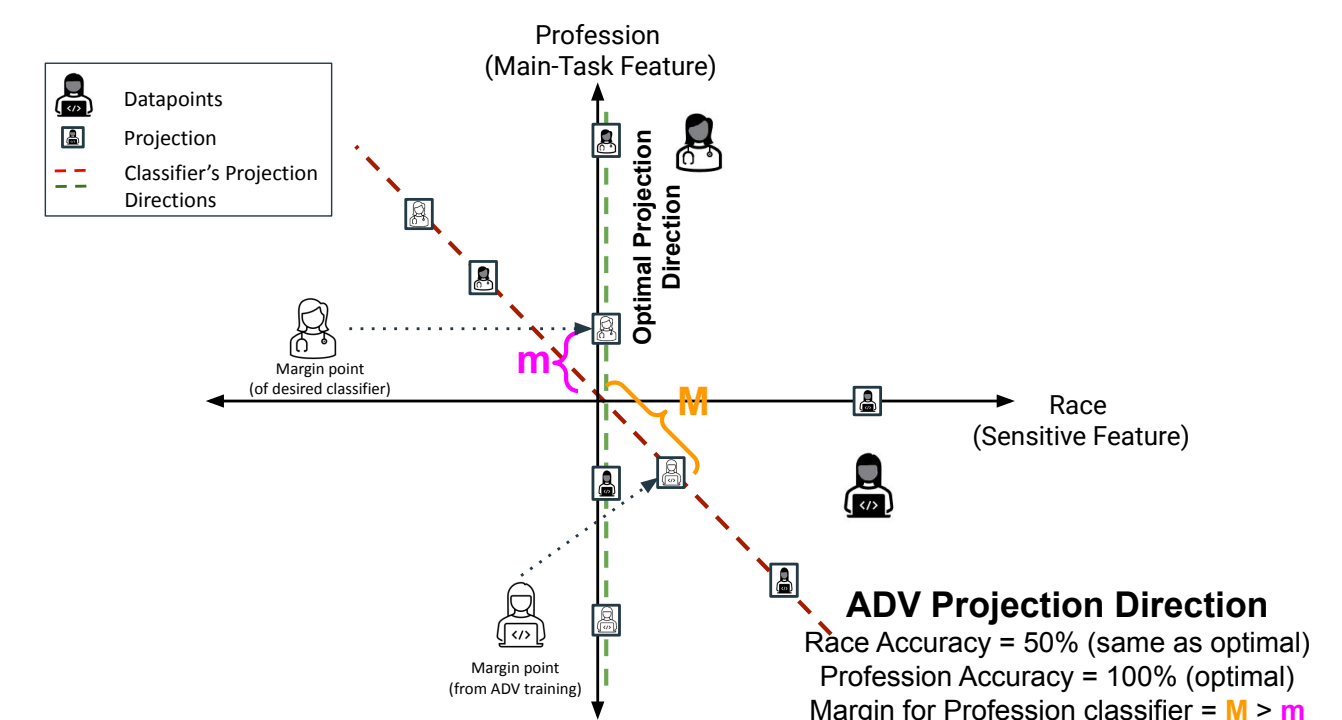 Profession
(Main-Task Feature)
Datapoints
Projection
Classifier's Projection
Directions
Optimal Projection
Direction
Margin point
(of desired classifier)
m
M
Race
(Sensitive Feature)
</>
</>
Margin point
(from ADV training)
ADV Projection Direction
Race Accuracy = 50% (same as optimal)
Profession Accuracy = 100% (optimal)
Margin for Profession classifier = M > m